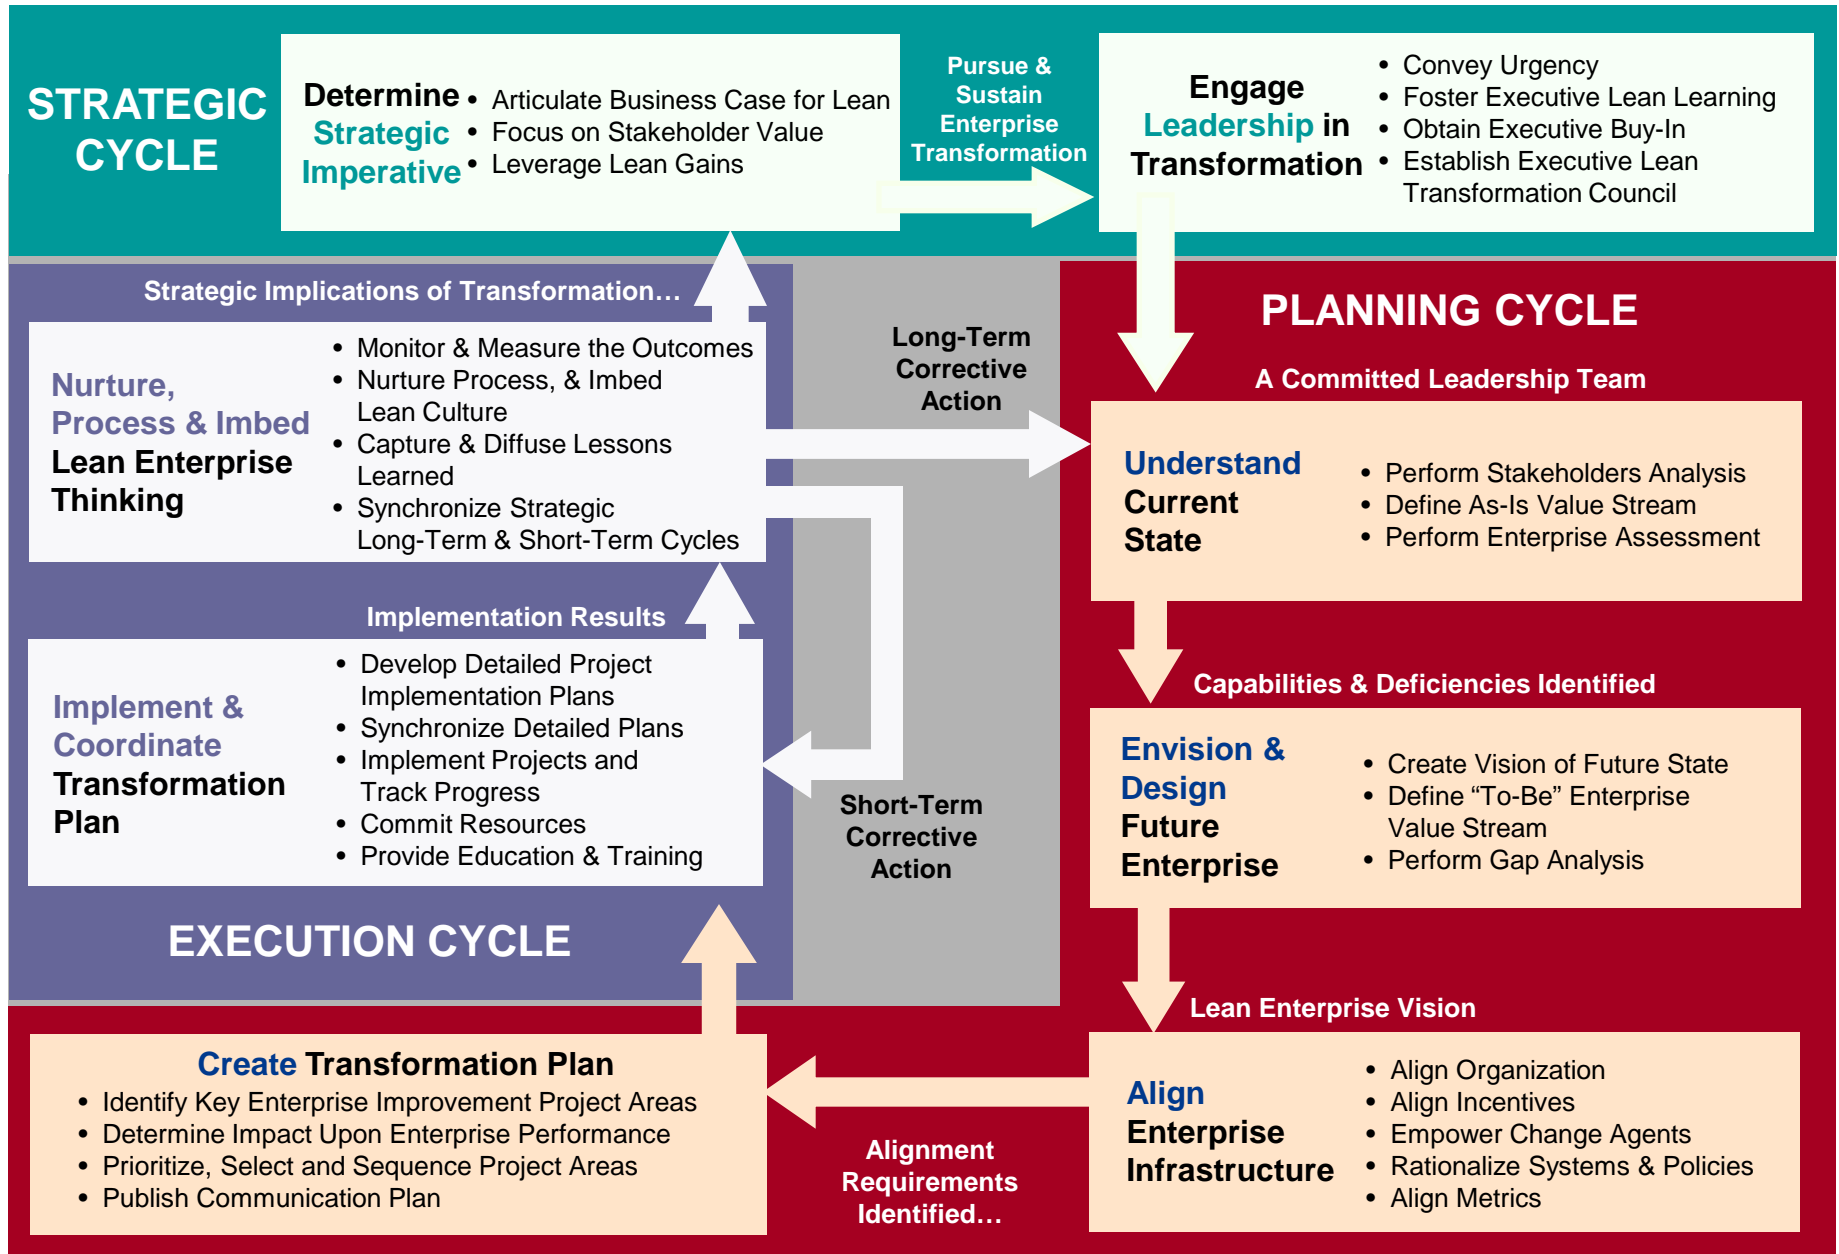 STRATEGIC
CYCLE
Determine
Strategic
Imperative
• Articulate Business Case for Lean
• Focus on Stakeholder Value
• Leverage Lean Gains
Pursue &
Sustain
Enterprise
Transformation
Engage
Leadership in
Transformation
• Convey Urgency
• Foster Executive Lean Learning
• Obtain Executive Buy-In
• Establish Executive Lean
Transformation Council
PLANNING CYCLE
A Committed Leadership Team
Understand
Current
State
• Perform Stakeholders Analysis
• Define As-Is Value Stream
• Perform Enterprise Assessment
Capabilities & Deficiencies Identified
Envision &
Design
Future
Enterprise
• Create Vision of Future State
• Define “To-Be” Enterprise
Value Stream
• Perform Gap Analysis
Lean Enterprise Vision
Align
Enterprise
Infrastructure
• Align Organization
• Align Incentives
• Empower Change Agents
• Rationalize Systems & Policies
• Align Metrics
Alignment
Requirements
Identified…
Create Transformation Plan
• Identify Key Enterprise Improvement Project Areas
• Determine Impact Upon Enterprise Performance
• Prioritize, Select and Sequence Project Areas
• Publish Communication Plan
EXECUTION CYCLE
Implement &
Coordinate
Transformation
Plan
• Develop Detailed Project
Implementation Plans
• Synchronize Detailed Plans
• Implement Projects and
Track Progress
• Commit Resources
• Provide Education & Training
Implementation Results
Nurture,
Process & Imbed
Lean Enterprise
Thinking
• Monitor & Measure the Outcomes
• Nurture Process, & Imbed
Lean Culture
• Capture & Diffuse Lessons
Learned
• Synchronize Strategic
Long-Term & Short-Term Cycles
Strategic Implications of Transformation…
Long-Term
Corrective
Action
Short-Term
Corrective
Action